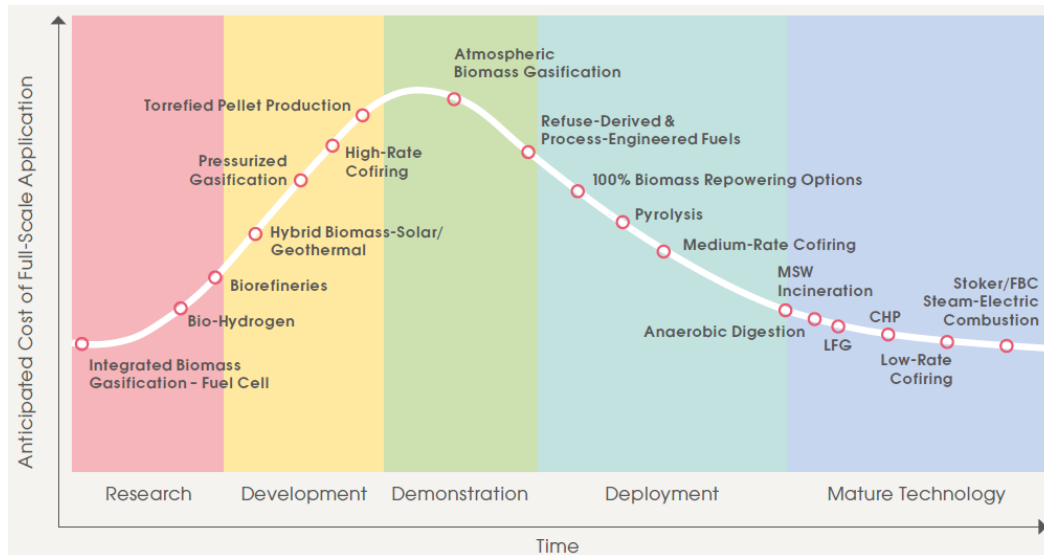 Anticipated Cost of Full-Scale Application
Atmospheric
Biomass Gasification
Torrefied Pellet Production
Refuse-Derived &
Process-Engineered Fuels
High-Rate
Cofiring
Pressurized
Gasification
100% Biomass Repowering Options
Pyrolysis
Hybrid Biomass-Solar/
Geothermal
Medium-Rate Cofiring
Biorefineries
MSW
Incineration
Stoker/FBC
Steam-Electric
Combustion
Bio-Hydrogen
Anaerobic Digestion
CHP
LFG
Low-Rate
Cofiring
Integrated Biomass
Gasification – Fuel Cell
Research
Development
Demonstration
Deployment
Mature Technology
Time